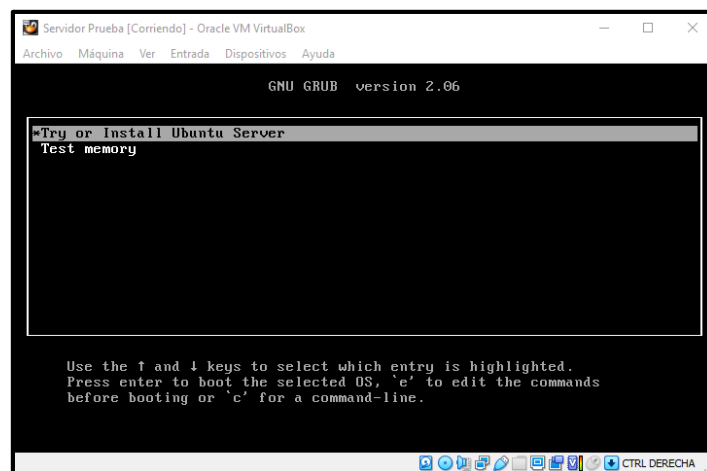 Servidor Prueba [Corriendo] - Oracle VM VirtualBox
Archivo Máquina Ver Entrada Dispositivos Ayuda
GNU GRUB version 2.06
*Try or Install Ubuntu Server
Test memory
Use the ↑ and ↓ keys to select which entry is highlighted.
Press enter to boot the selected OS, `e' to edit the commands
before booting or `c' for a command-line.
CTRL DERECHA